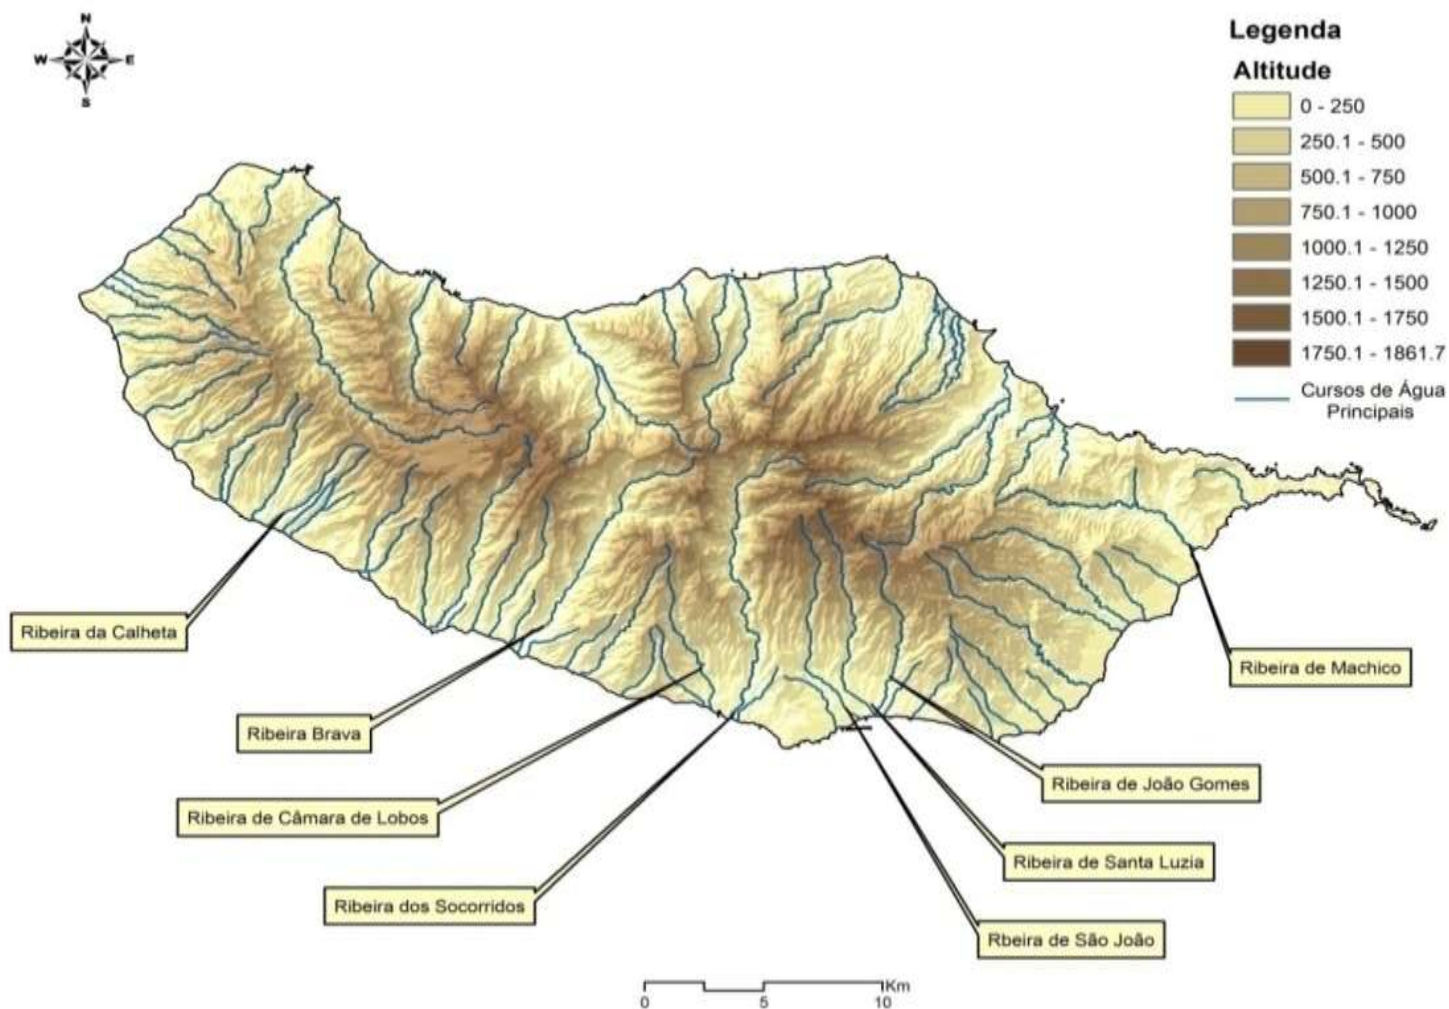 N
W E
S
Legenda
Altitude
0 - 250
250.1 - 500
500.1 - 750
750.1 - 1000
1000.1 - 1250
1250.1 - 1500
1500.1 - 1750
1750.1 - 1861.7
Cursos de Água
Principais
Ribeira da Calheta
Ribeira de Machico
Ribeira Brava
Ribeira de João Gomes
Ribeira de Câmara de Lobos
Ribeira de Santa Luzia
Ribeira dos Socorridos
Rbeira de São João
Km
0 5 10